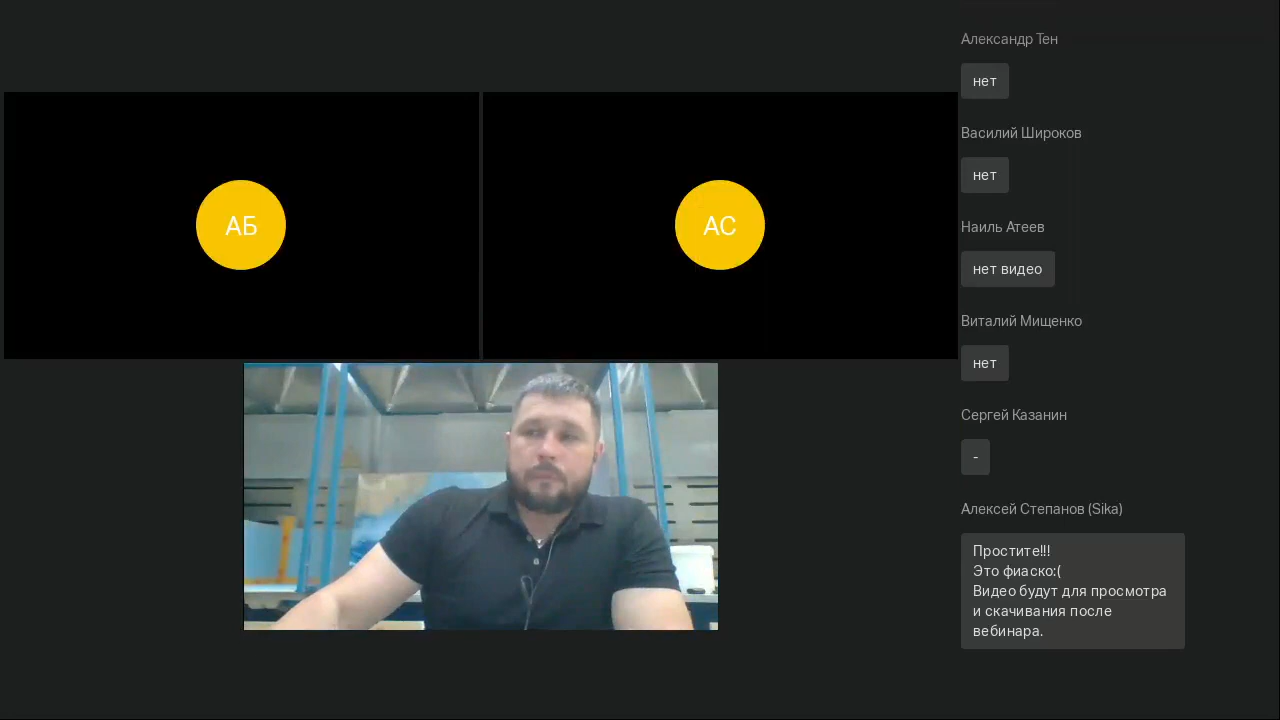 АБ
АС
Александр Тен
нет
Василий Широков
нет
Наиль Атеев
нет видео
Виталий Мищенко
нет
Сергей Казанин
-
Алексей Степанов (Sika)
Простите!!!
Это фиаско:(
Видео будут для просмотра
и скачивания после
вебинара.